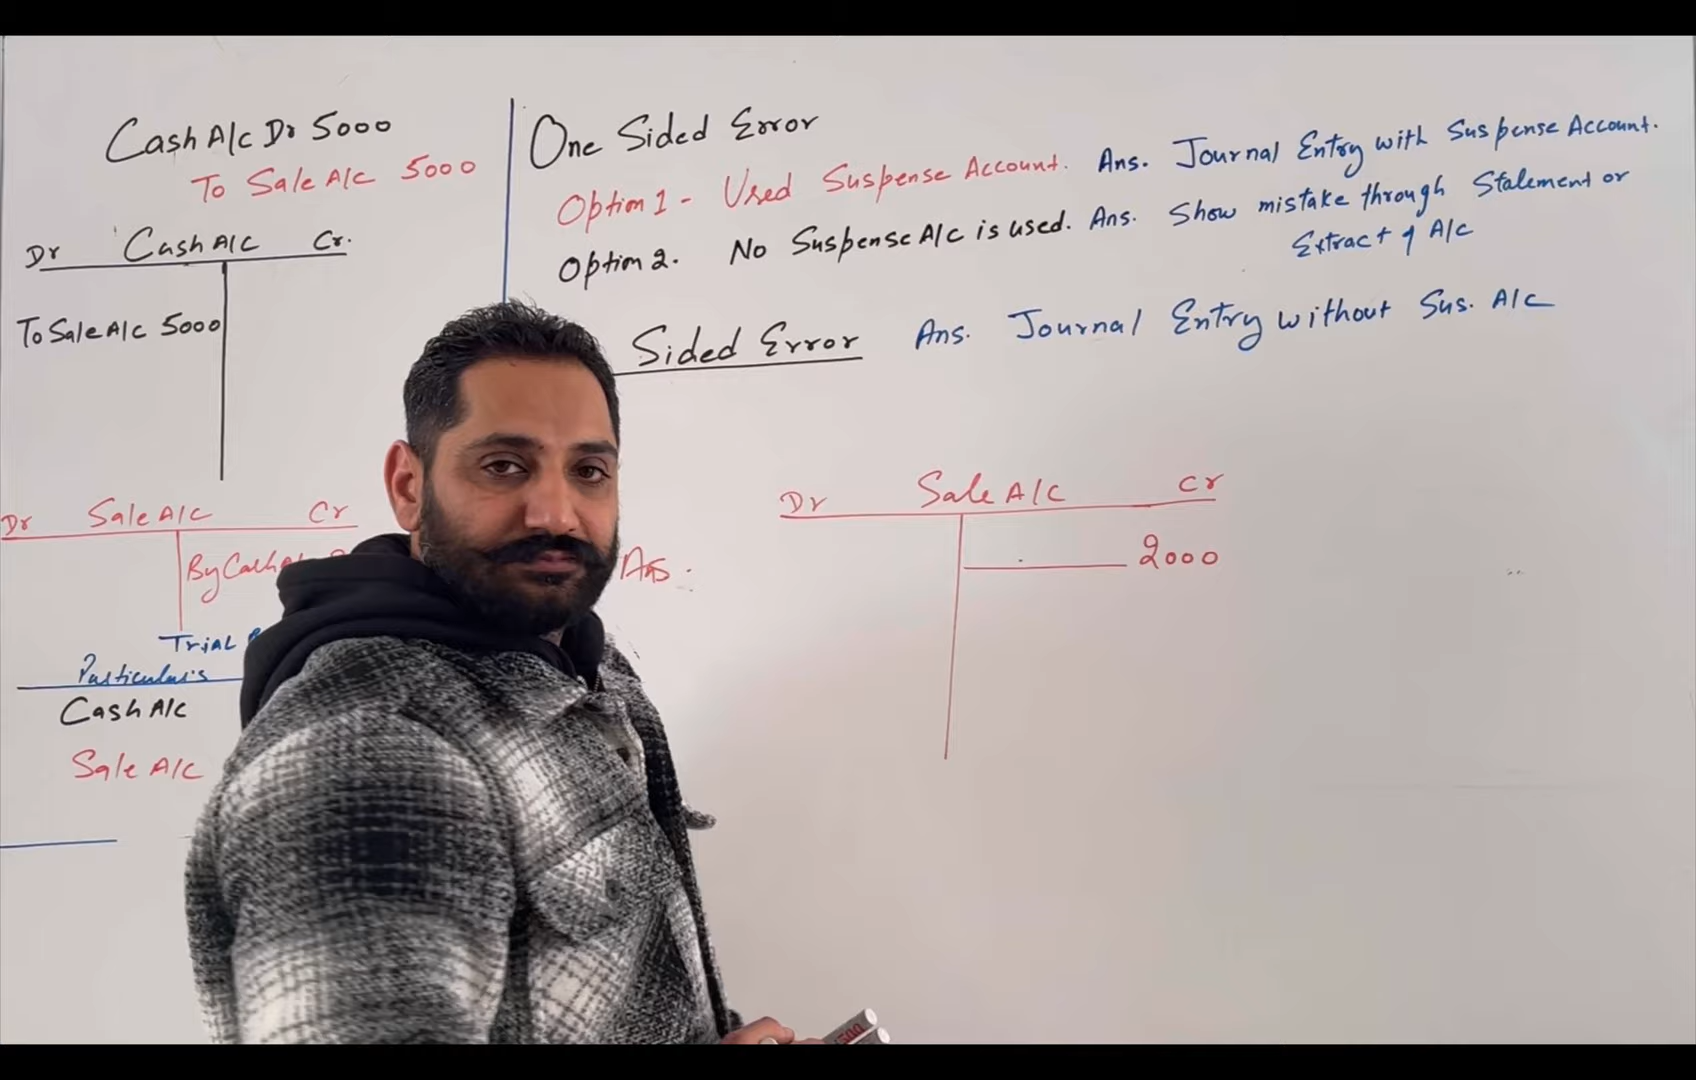 Cash A/c Dr 5000
To Sale A/c 5000
Dr Cash A/c Cr.
To Sale A/c 5000
Dr Sale A/c Cr
By Cash
Trial
Particulars
Cash A/c
Sale A/c
One Sided Error
Option 1 - Used Suspense Account. Ans. Journal Entry with Suspense Account.
Option 2. No Suspense A/c is used. Ans. Show mistake through Statement or
Extract of A/c
Sided Error Ans. Journal Entry without Sus. A/c
Ans.
Dr Sale A/c Cr
2000